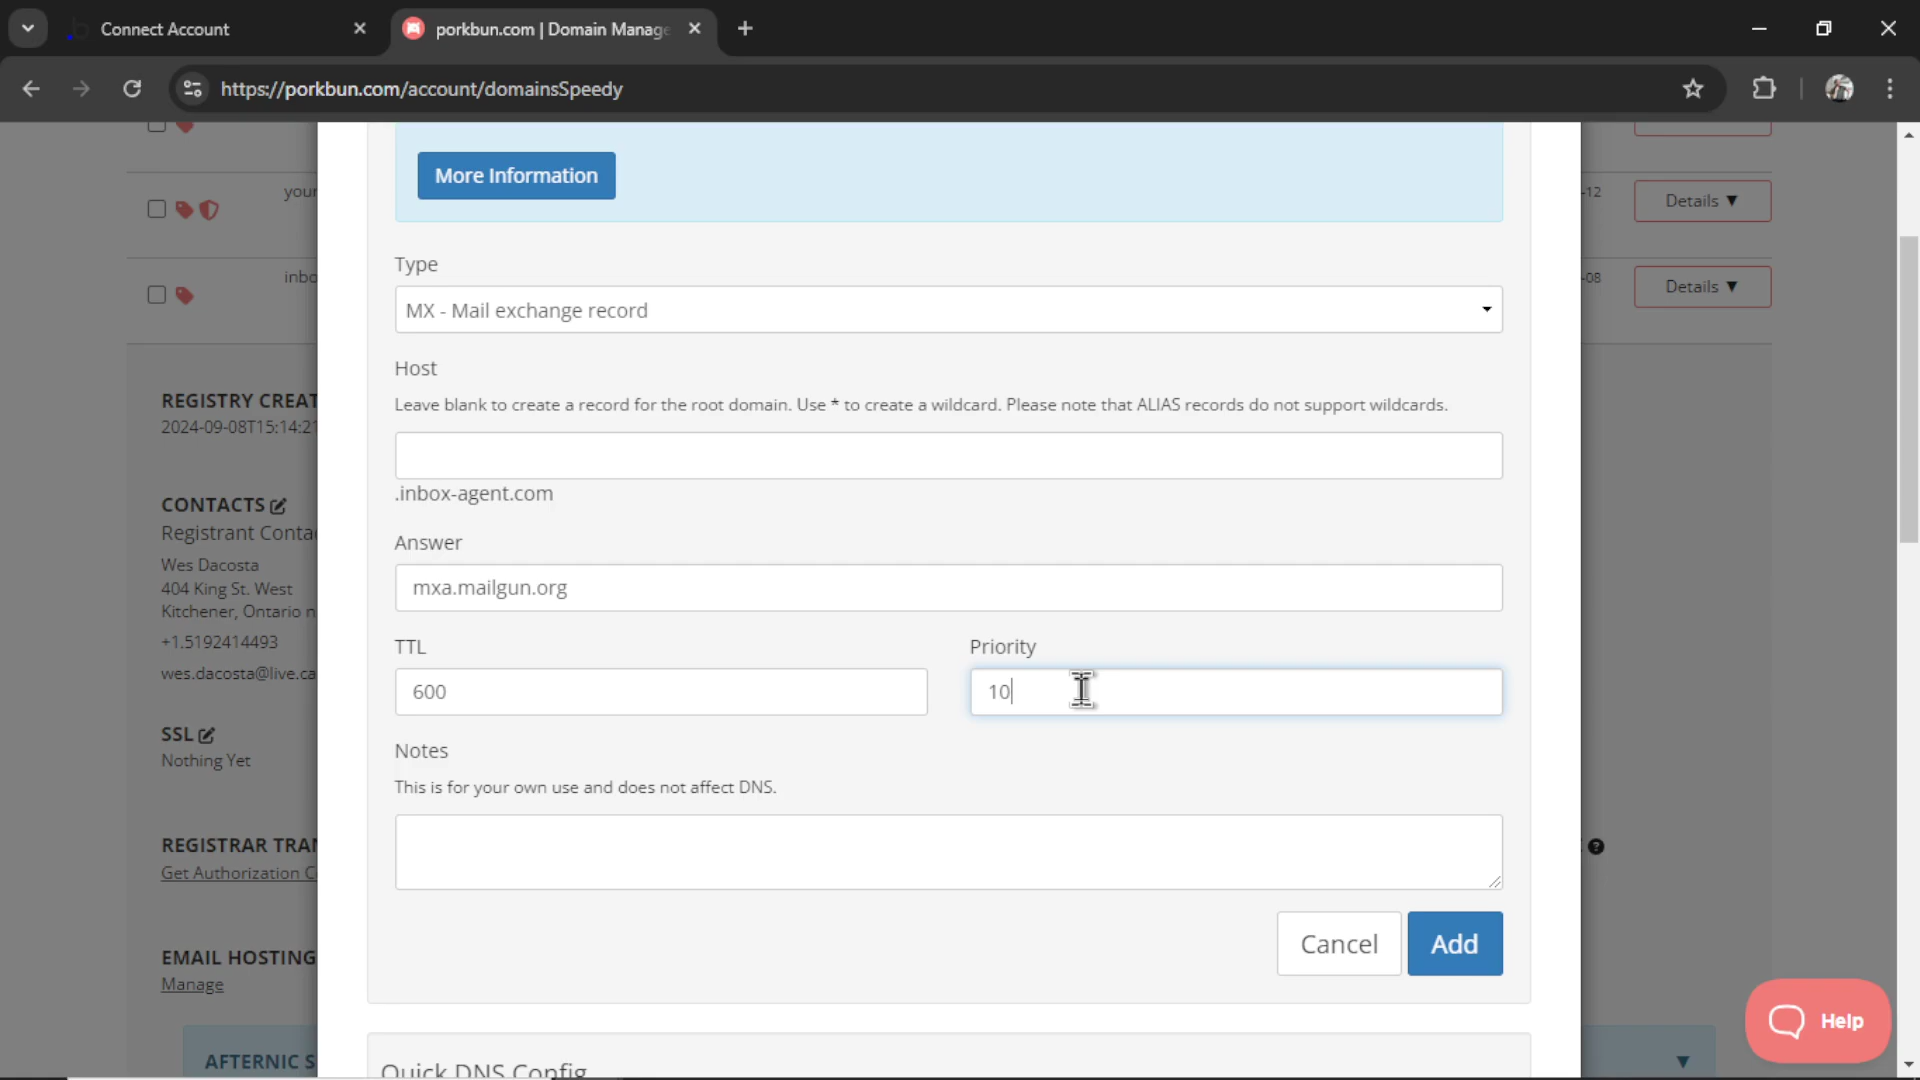 Connect Account
porkbun.com | Domain Manage
https://porkbun.com/account/domainsSpeedy
More Information
your
-12
Details ▼
inbo
-08
Details ▼
Type
MX - Mail exchange record
Host
Leave blank to create a record for the root domain. Use * to create a wildcard. Please note that ALIAS records do not support wildcards.
.inbox-agent.com
Answer
mxa.mailgun.org
TTL
Priority
600
10
Notes
This is for your own use and does not affect DNS.
Cancel
Add
Quick DNS Config
REGISTRY CREAT
2024-09-08T15:14:21
CONTACTS
Registrant Conta
Wes Dacosta
404 King St. West
Kitchener, Ontario n
+1.5192414493
wes.dacosta@live.ca
SSL
Nothing Yet
REGISTRAR TRAN
Get Authorization C
EMAIL HOSTING
Manage
AFTERNIC S
▼
?
Help